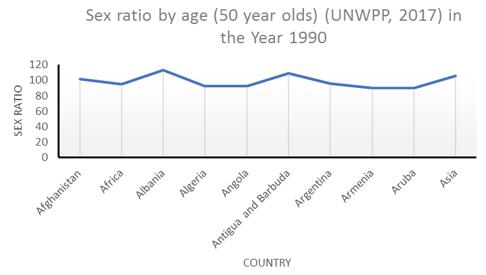 Sex ratio by age (50 year olds) (UNWPP, 2017) in
the Year 1990
120
100
80
60
40
20
0
SEX RATIO
Afghanistan
Africa
Albania
Algeria
Angola
Antigua and Barbuda
Argentina
Armenia
Aruba
Asia
COUNTRY